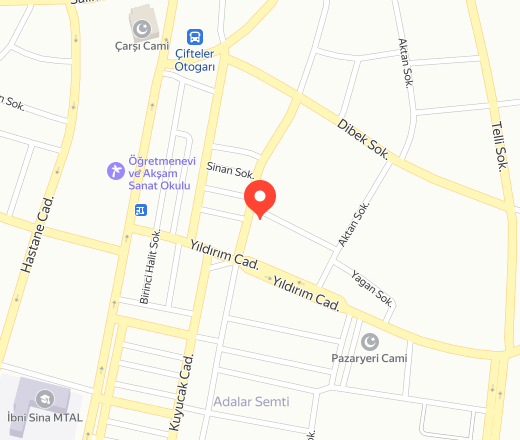 Çarşı Cami
Çifteler
Otogarı
Aktan Sok.
Dibek Sok.
Telli Sok.
Sok.
Öğretmenevi
ve Akşam
Sanat Okulu
Sinan Sok.
Hastane Cad.
Birinci Halit Sok.
Yıldırım Cad.
Aktan Sok.
Yıldırım Cad.
Yagan Sok.
Pazaryeri Cami
Kuyucak Cad.
Adalar Semti
İbni Sina MTAL
Sok.